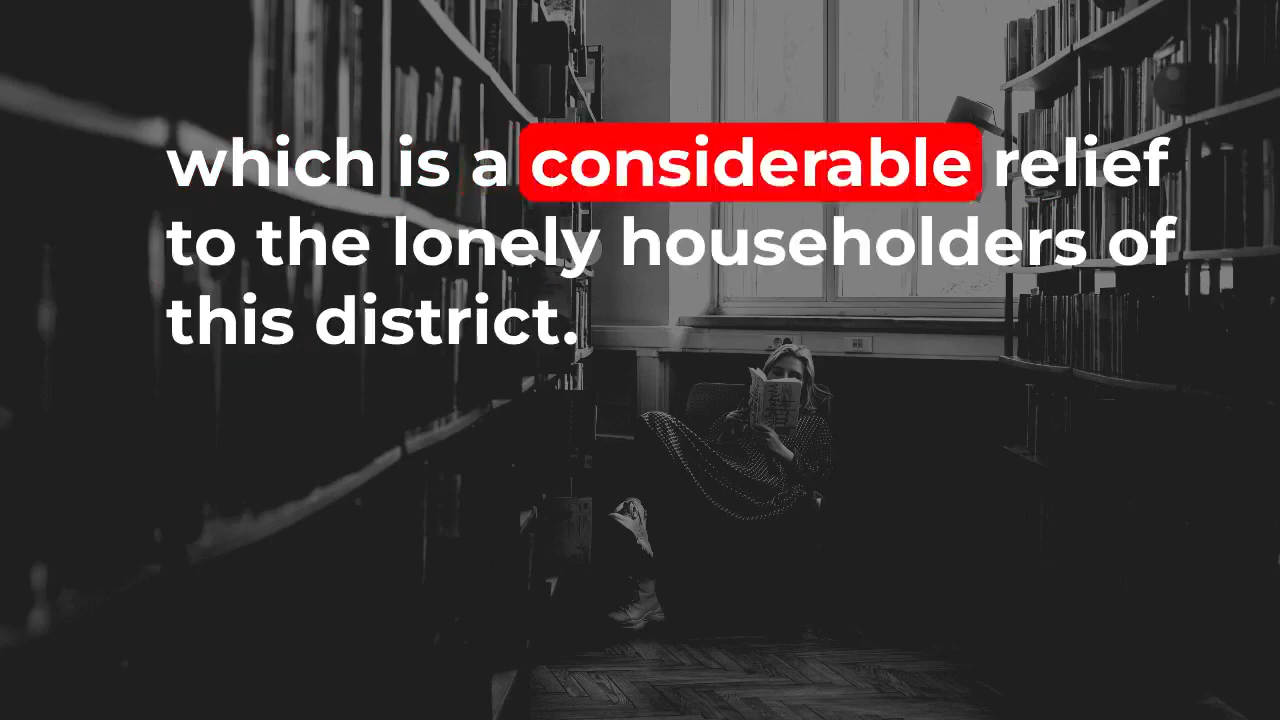 which is a considerable relief
to the lonely householders of
this district.